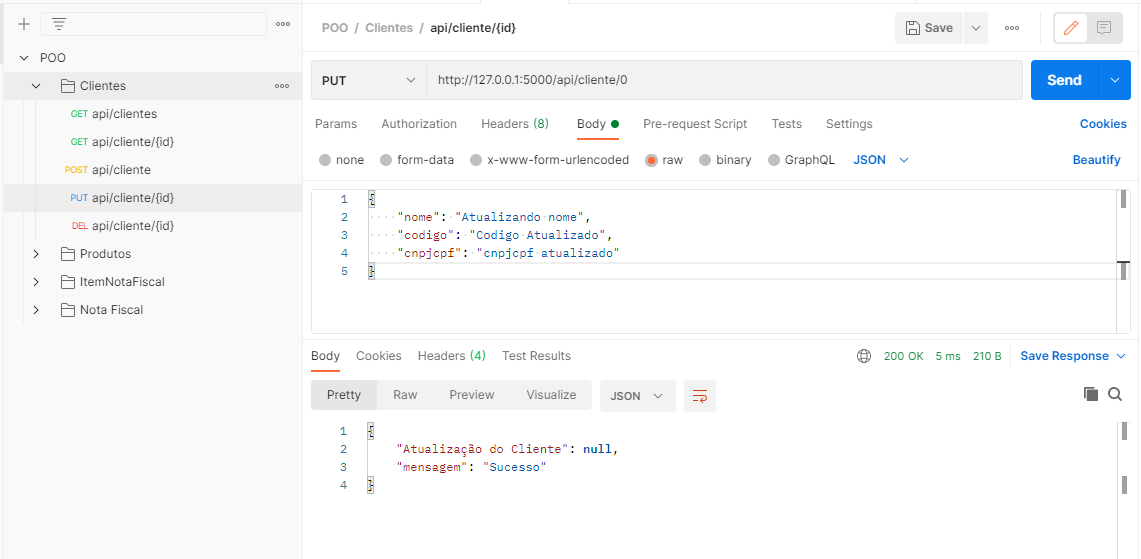 POO / Clientes / api/cliente/{id}
Save
POO
Clientes
GET api/clientes
GET api/cliente/{id}
POST api/cliente
PUT api/cliente/{id}
DEL api/cliente/{id}
Produtos
ItemNotaFiscal
Nota Fiscal
PUT http://127.0.0.1:5000/api/cliente/0 Send
Params Authorization Headers (8) Body Pre-request Script Tests Settings Cookies
none form-data x-www-form-urlencoded raw binary GraphQL JSON Beautify
1 {
2 "nome": "Atualizando nome",
3 "codigo": "Codigo Atualizado",
4 "cnpjcpf": "cnpjcpf atualizado"
5 }
Body Cookies Headers (4) Test Results 200 OK 5 ms 210 B Save Response
Pretty Raw Preview Visualize JSON
1 {
2 "Atualização do Cliente": null,
3 "mensagem": "Sucesso"
4 }